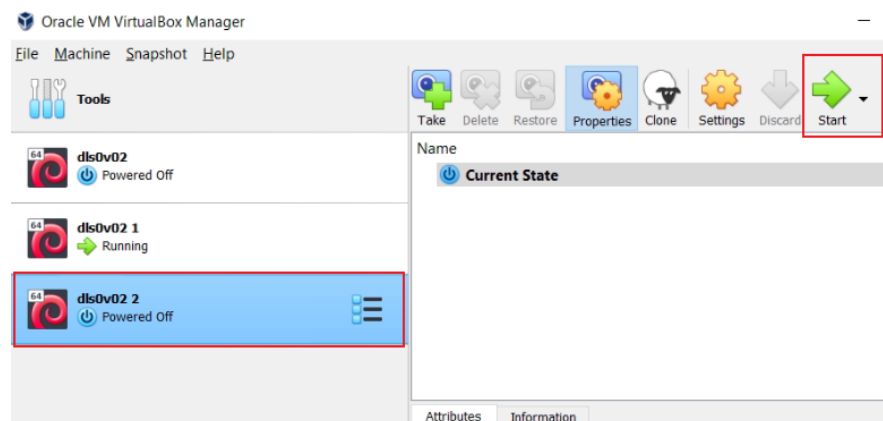 Oracle VM VirtualBox Manager
File Machine Snapshot Help
Tools
Take Delete Restore Properties Clone Settings Discard Start
64
dls0v02
Powered Off
64
dls0v02 1
Running
64
dls0v02 2
Powered Off
Name
Current State
Attributes Information